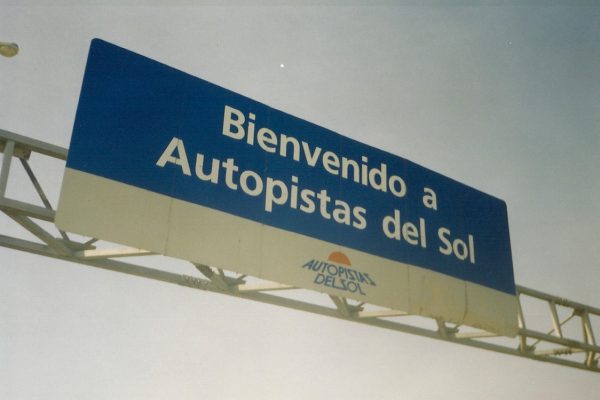 Bienvenido a
Autopistas del Sol
AUTOPISTAS
DEL SOL